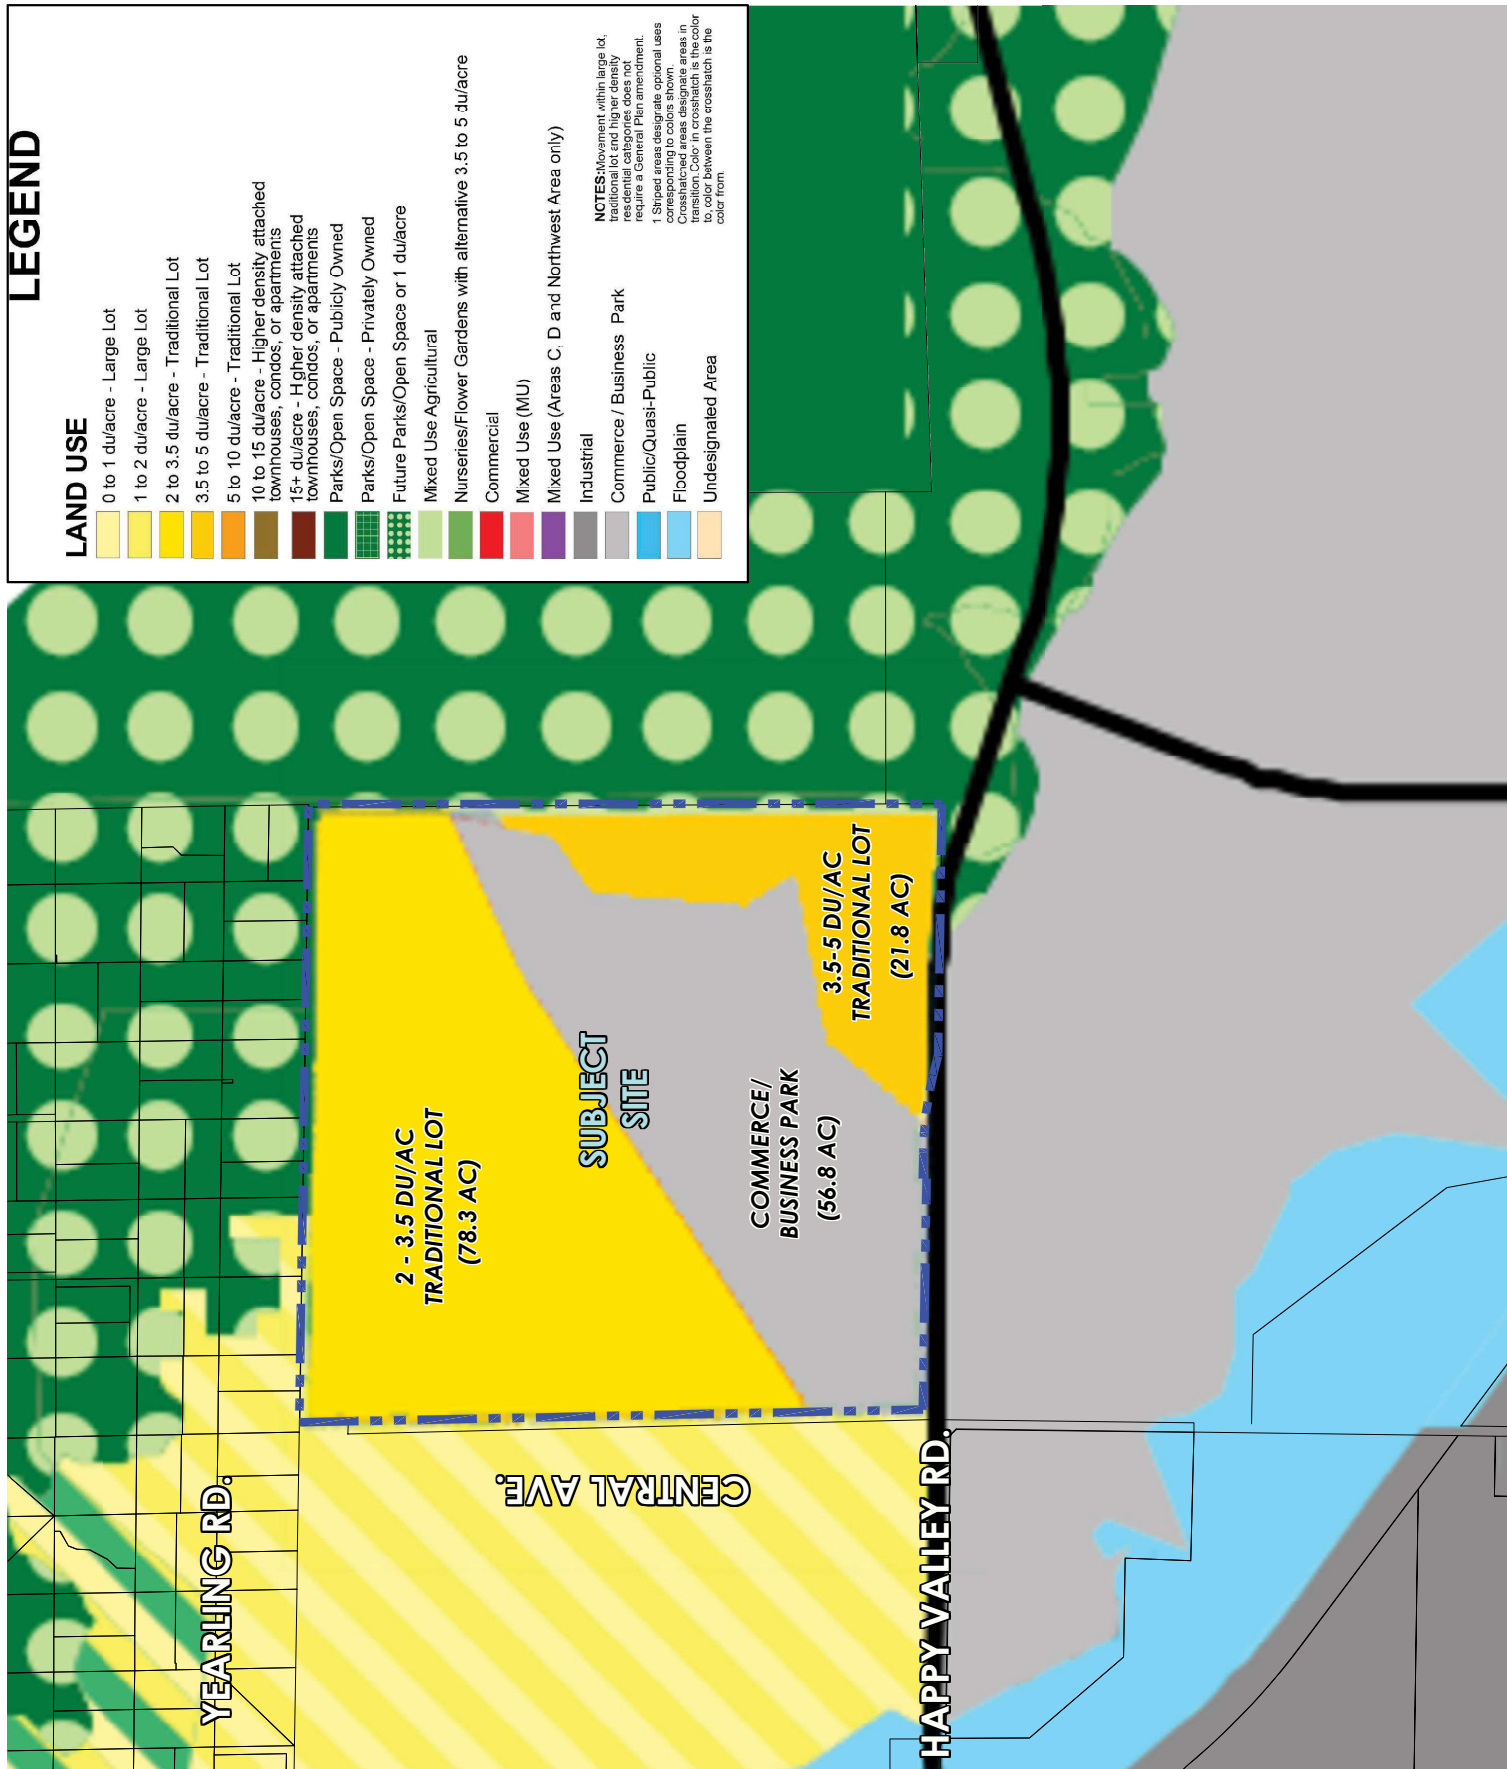 LEGEND
LAND USE
0 to 1 du/acre - Large Lot
1 to 2 du/acre - Large Lot
2 to 3.5 du/acre - Traditional Lot
3.5 to 5 du/acre - Traditional Lot
5 to 10 du/acre - Traditional Lot
10 to 15 du/acre - Higher density attached
townhouses, condos, or apartments
15+ du/acre - Higher density attached
townhouses, condos, or apartments
Parks/Open Space - Publicly Owned
Parks/Open Space - Privately Owned
Future Parks/Open Space or 1 du/acre
Mixed Use Agricultural
Nurseries/Flower Gardens with alternative 3.5 to 5 du/acre
Commercial
Mixed Use (MU)
Mixed Use (Areas C, D and Northwest Area only)
Industrial
Commerce / Business Park
Public/Quasi-Public
Floodplain
Undesignated Area
NOTES:Movement within large lot,
traditional lot and higher density
residential categories does not
require a General Plan amendment.
1 Striped areas designate optional uses
corresponding to colors shown.
Crosshatched areas designate areas in
transition.Color in crosshatch is the color
to, color between the crosshatch is the
color from.
2 - 3.5 DU/AC
TRADITIONAL LOT
(78.3 AC)
SUBJECT
SITE
COMMERCE/
BUSINESS PARK
(56.8 AC)
3.5-5 DU/AC
TRADITIONAL LOT
(21.8 AC)
YEARLING RD.
CENTRAL AVE.
HAPPY VALLEY RD.